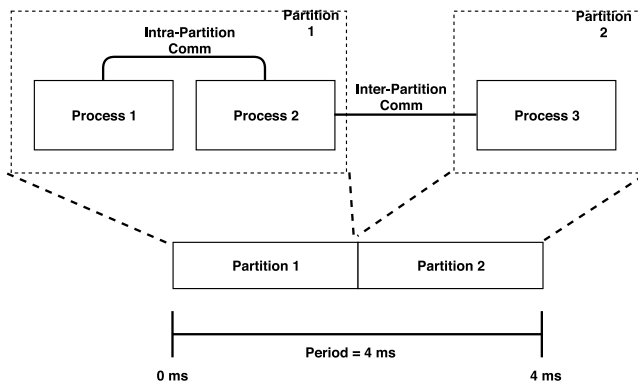 Partition
1
Intra-Partition
Comm
Process 1
Process 2
Inter-Partition
Comm
Partition
2
Process 3
Partition 1
Partition 2
Period = 4 ms
0 ms
4 ms